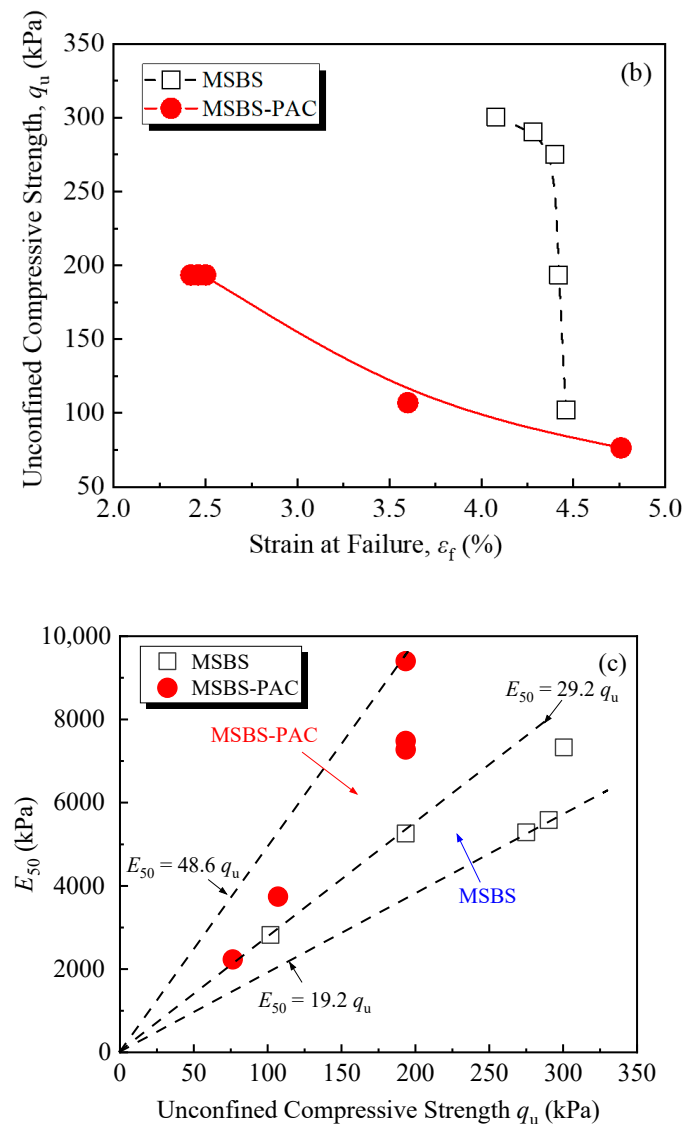 (b)
MSBS
MSBS-PAC
350
300
250
200
150
100
50
2.0 2.5 3.0 3.5 4.0 4.5 5.0
Unconfined Compressive Strength, qu (kPa)
Strain at Failure, εf (%)
(c)
MSBS
MSBS-PAC
10,000
8000
6000
4000
2000
0
E50 = 29.2 qu
MSBS-PAC
E50 = 48.6 qu
MSBS
E50 = 19.2 qu
0 50 100 150 200 250 300 350
E50 (kPa)
Unconfined Compressive Strength qu (kPa)